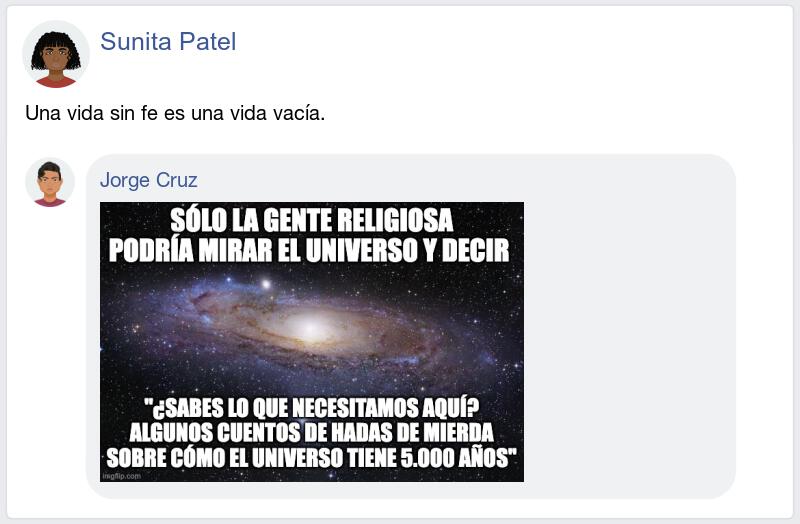 Sunita Patel
Una vida sin fe es una vida vacía.
Jorge Cruz
SÓLO LA GENTE RELIGIOSA
PODRÍA MIRAR EL UNIVERSO Y DECIR
"¿SABES LO QUE NECESITAMOS AQUÍ?
ALGUNOS CUENTOS DE HADAS DE MIERDA
SOBRE CÓMO EL UNIVERSO TIENE 5.000 AÑOS"
imgflip.com